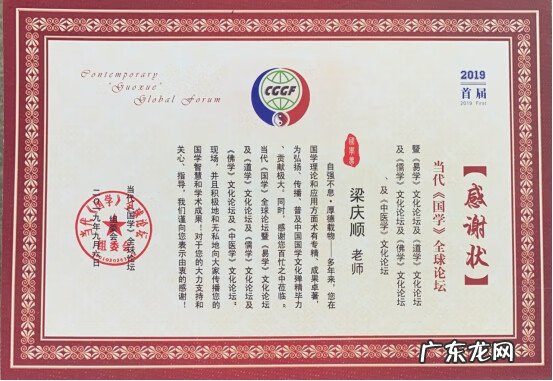 Contemporary
"Guoxue"
Global Forum
CGGF
2019
首届
2019 First
【感谢状】
当代《国学》全球论坛
暨《易学》文化论坛及《道学》文化论坛
及《儒学》文化论坛及《佛学》文化论坛
、及《中医学》文化论坛
梁庆顺 老师
自强不息·厚德载物——多年来，您在
国学理论和应用方面术有专精、成果卓著，
为弘扬、传播、普及中国国学文化殚精毕力
、贡献极大。同时，感谢您百忙之中莅临：
当代《国学》全球论坛暨《易学》文化论坛
及《道学》文化论坛及《儒学》文化论坛及
《佛学》文化论坛及《中医学》文化论坛
现场，并且积极地和无私地向大家传播您的
国学智慧和学术成果！对于您的大力支持和
关心、指导，我们谨向您表示由衷的感谢！
当代《国学》全球论坛
组委会
二〇一九年九月六日
广东龙网